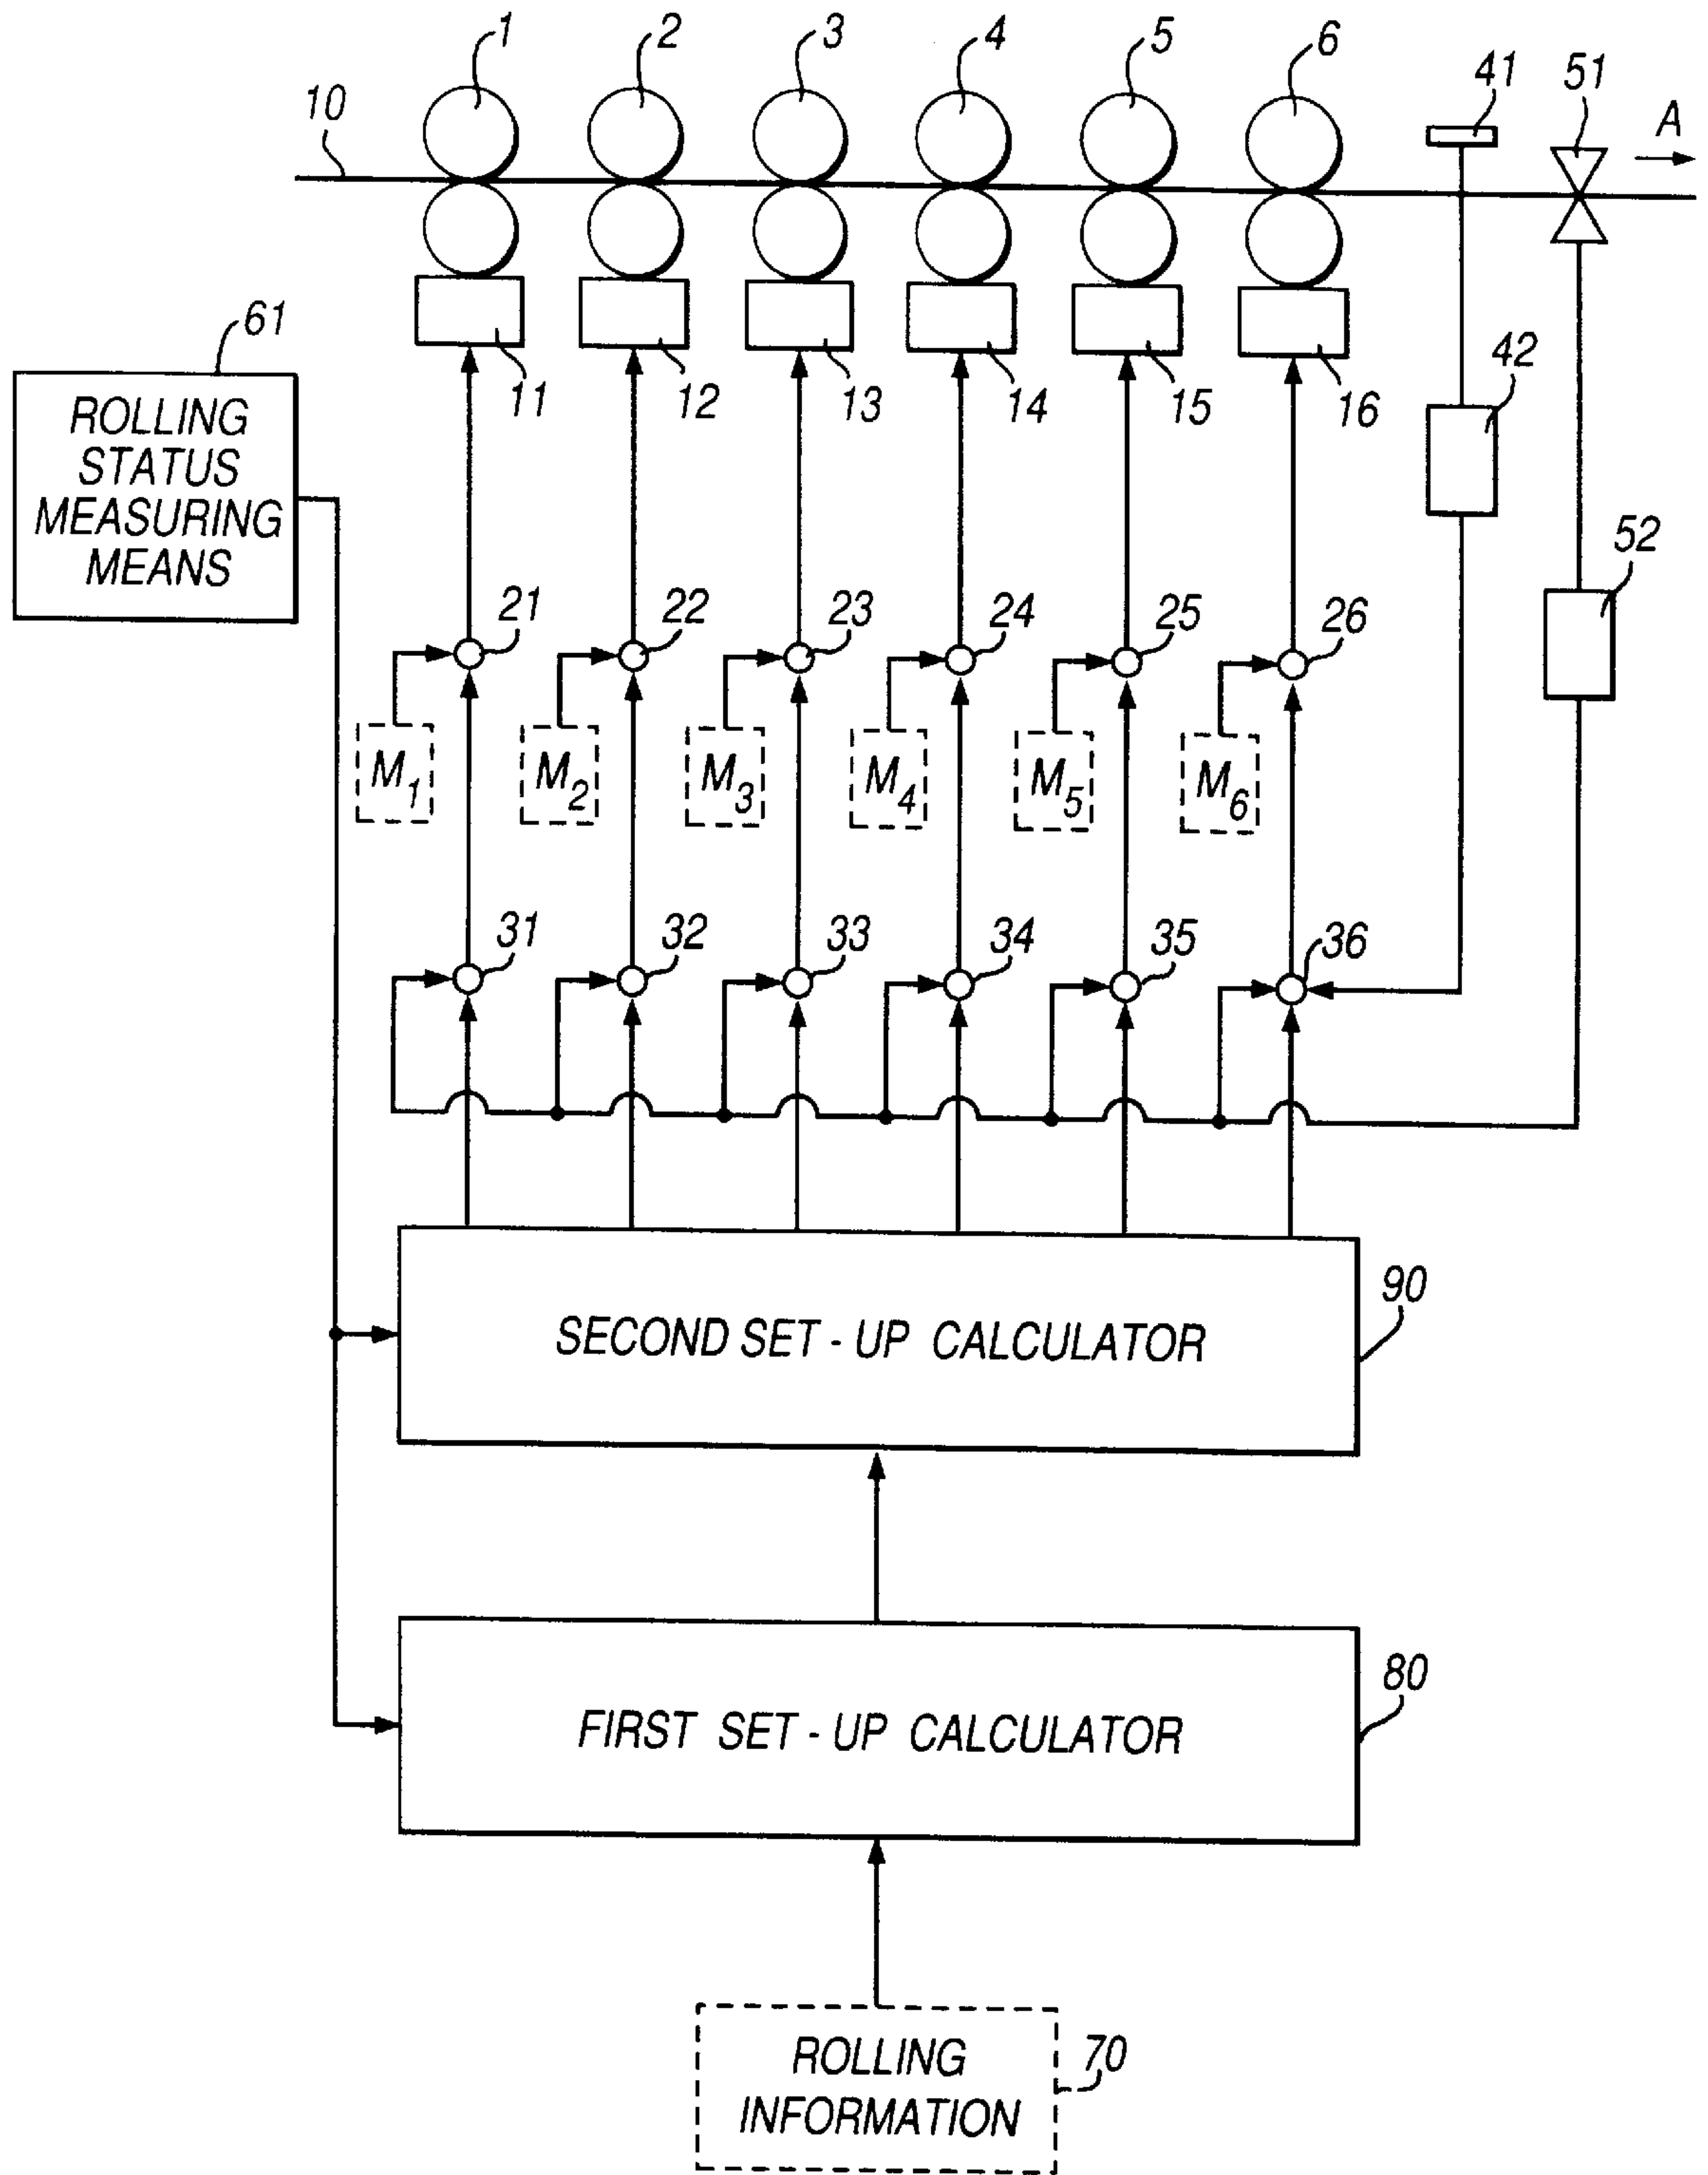 1 2 3 4 5 6 41 51
10 A
61
11 12 13 14 15 16 42
ROLLING
STATUS
MEASURING
MEANS
52
21 22 23 24 25 26
M1 M2 M3 M4 M5 M6
31 32 33 34 35 36
90
SECOND SET - UP CALCULATOR
80
FIRST SET - UP CALCULATOR
70
ROLLING
INFORMATION